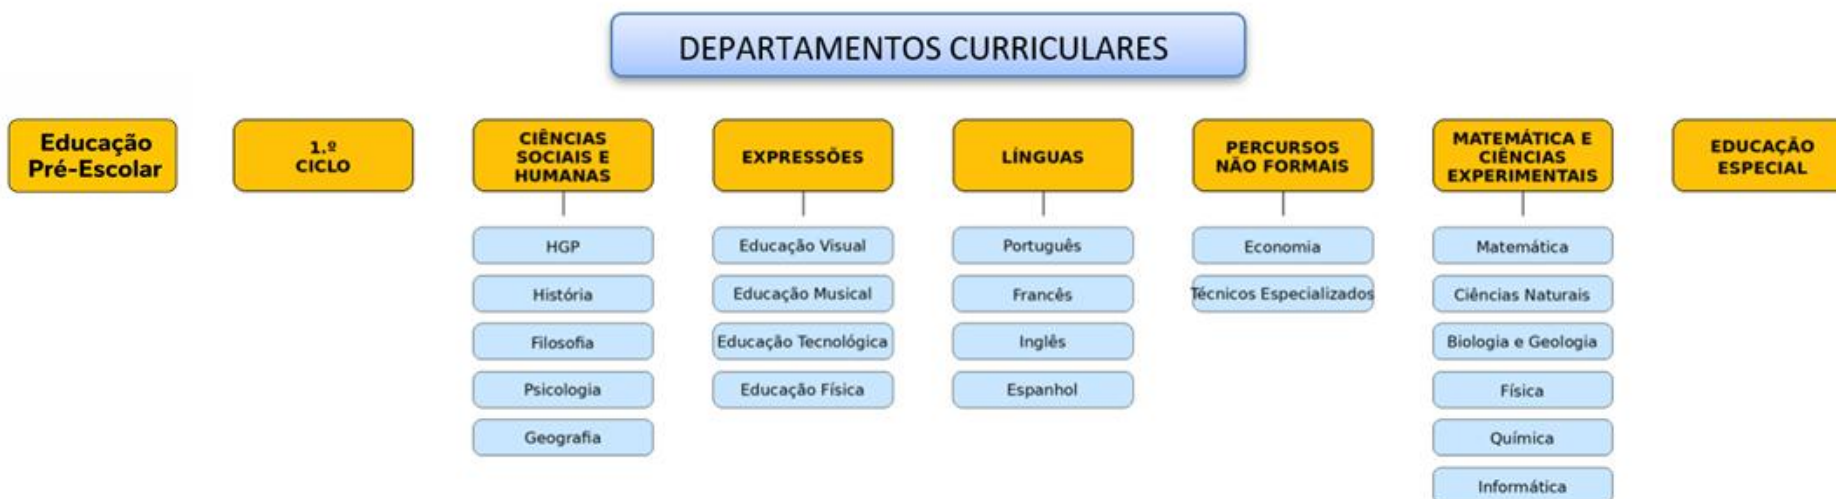 DEPARTAMENTOS CURRICULARES
Educação
Pré-Escolar
1.º
CICLO
CIÊNCIAS
SOCIAIS E
HUMANAS
HGP
História
Filosofia
Psicologia
Geografia
EXPRESSÕES
Educação Visual
Educação Musical
Educação Tecnológica
Educação Física
LÍNGUAS
Português
Francês
Inglês
Espanhol
PERCURSOS
NÃO FORMAIS
Economia
Técnicos Especializados
MATEMÁTICA E
CIÊNCIAS
EXPERIMENTAIS
Matemática
Ciências Naturais
Biologia e Geologia
Física
Química
Informática
EDUCAÇÃO
ESPECIAL